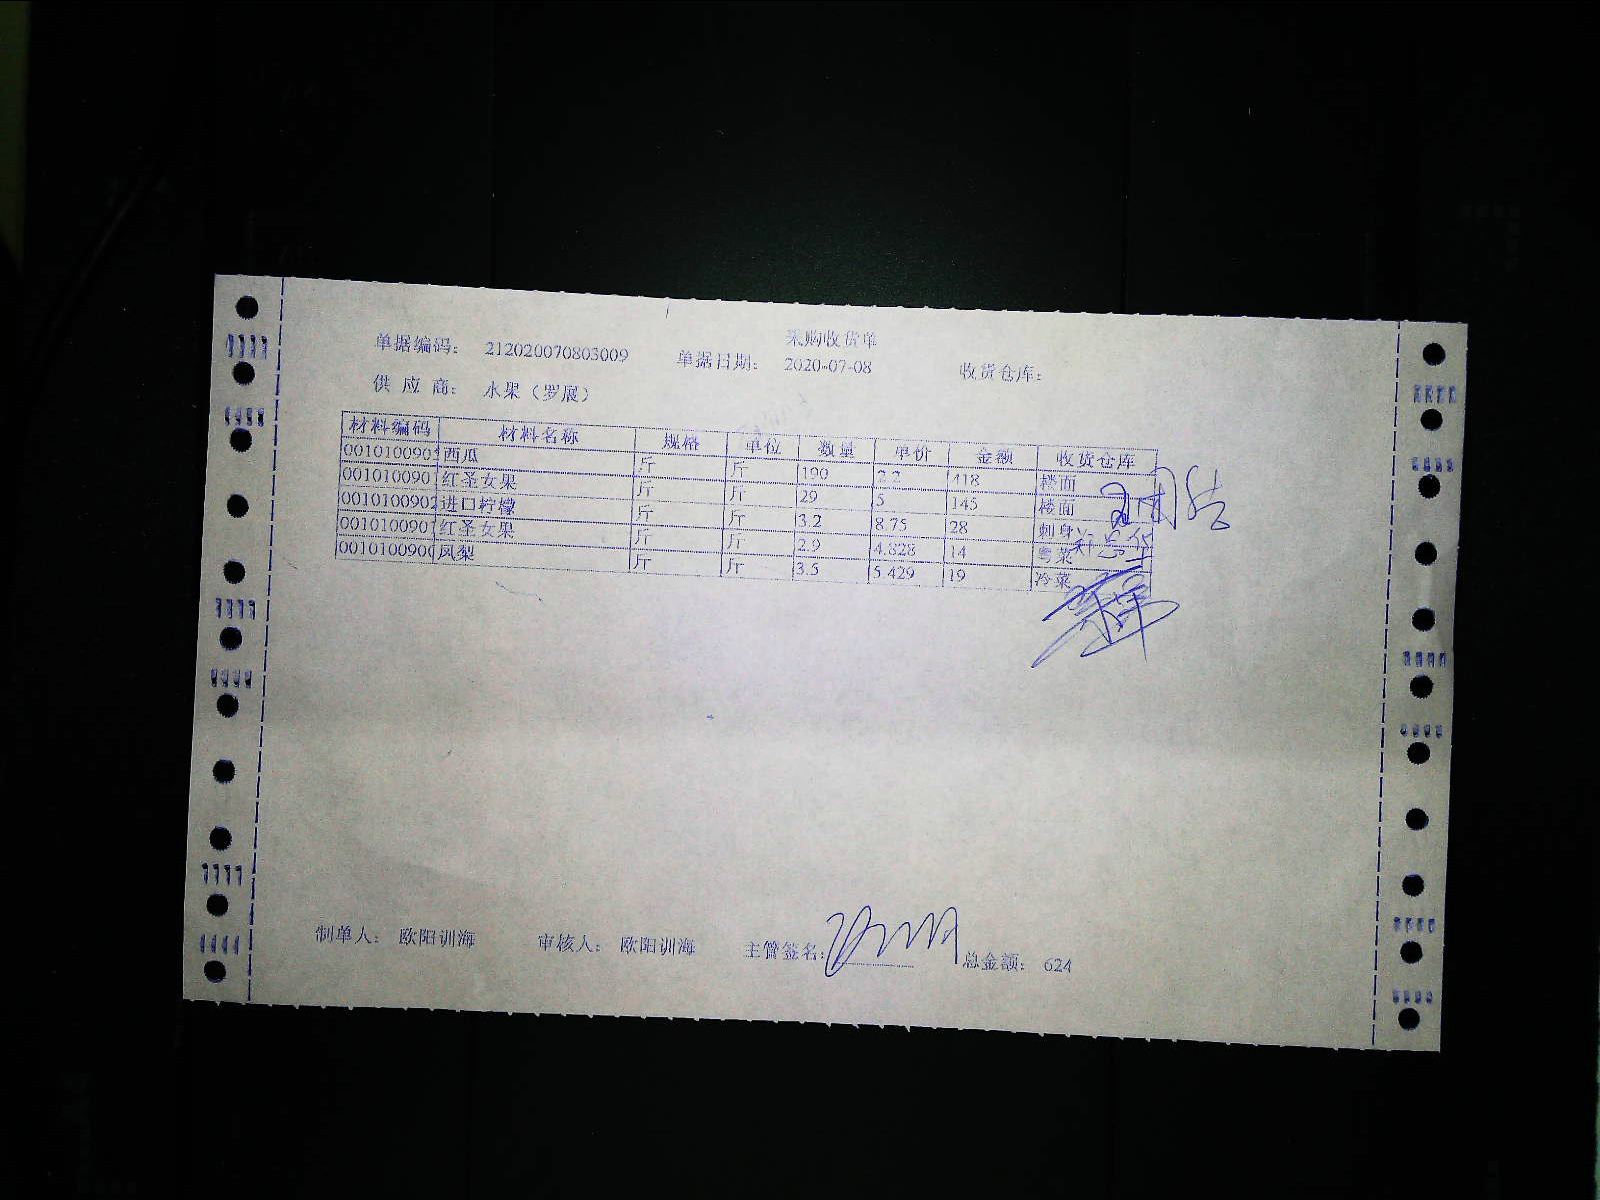 采购收货单
单据编码： 212020070803009 单据日期： 2020-07-08 收货仓库：
供 应 商： 水果（罗展）
材料编码 材料名称 规格 单位 数量 单价 金额 收货仓库
001010090 西瓜 斤 斤 190 2.2 418 楼面
001010090 红圣女果 斤 斤 29 5 145 楼面
001010090 进口柠檬 斤 斤 3.2 8.75 28 刺身
001010090 红圣女果 斤 斤 2.9 4.828 14 粤菜
001010090 凤梨 斤 斤 3.5 5.429 19 冷菜
制单人： 欧阳训海 审核人： 欧阳训海 主管签名： 总金额： 624